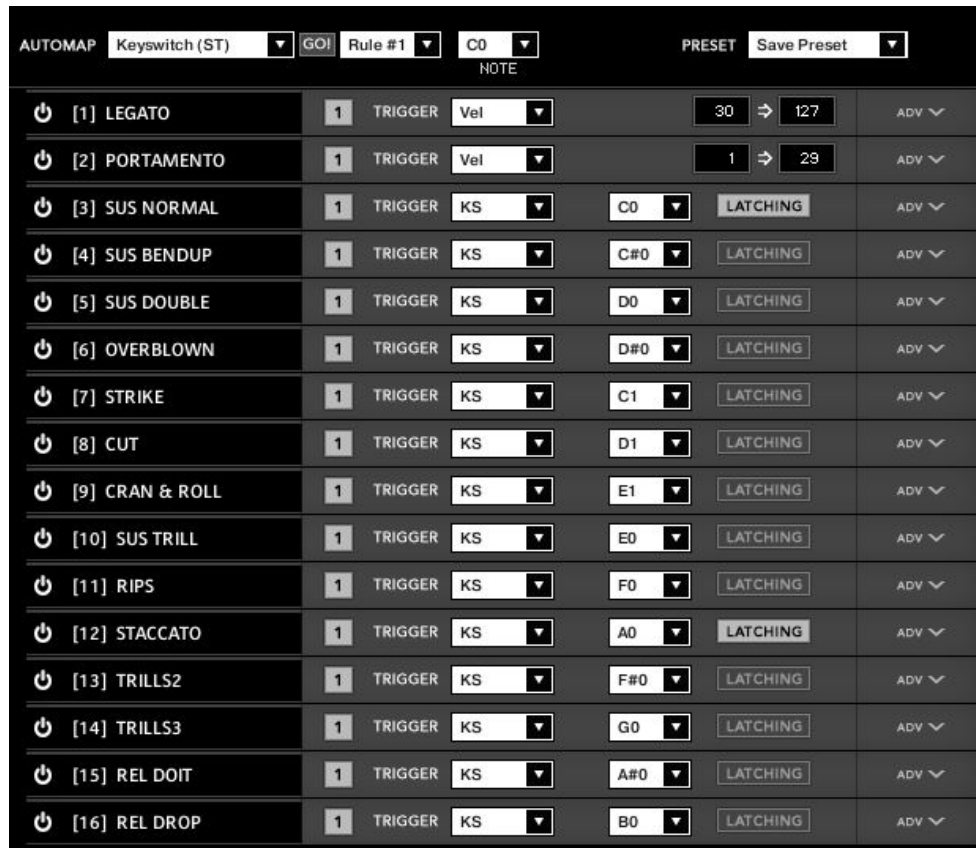 AUTOMAP Keyswitch (ST) GO! Rule #1 C0 PRESET Save Preset
NOTE
[1] LEGATO 1 TRIGGER Vel 30 ⇒ 127 ADV
[2] PORTAMENTO 1 TRIGGER Vel 1 ⇒ 29 ADV
[3] SUS NORMAL 1 TRIGGER KS C0 LATCHING ADV
[4] SUS BENDUP 1 TRIGGER KS C#0 LATCHING ADV
[5] SUS DOUBLE 1 TRIGGER KS D0 LATCHING ADV
[6] OVERBLOWN 1 TRIGGER KS D#0 LATCHING ADV
[7] STRIKE 1 TRIGGER KS C1 LATCHING ADV
[8] CUT 1 TRIGGER KS D1 LATCHING ADV
[9] CRAN & ROLL 1 TRIGGER KS E1 LATCHING ADV
[10] SUS TRILL 1 TRIGGER KS E0 LATCHING ADV
[11] RIPS 1 TRIGGER KS F0 LATCHING ADV
[12] STACCATO 1 TRIGGER KS A0 LATCHING ADV
[13] TRILLS2 1 TRIGGER KS F#0 LATCHING ADV
[14] TRILLS3 1 TRIGGER KS G0 LATCHING ADV
[15] REL DOIT 1 TRIGGER KS A#0 LATCHING ADV
[16] REL DROP 1 TRIGGER KS B0 LATCHING ADV